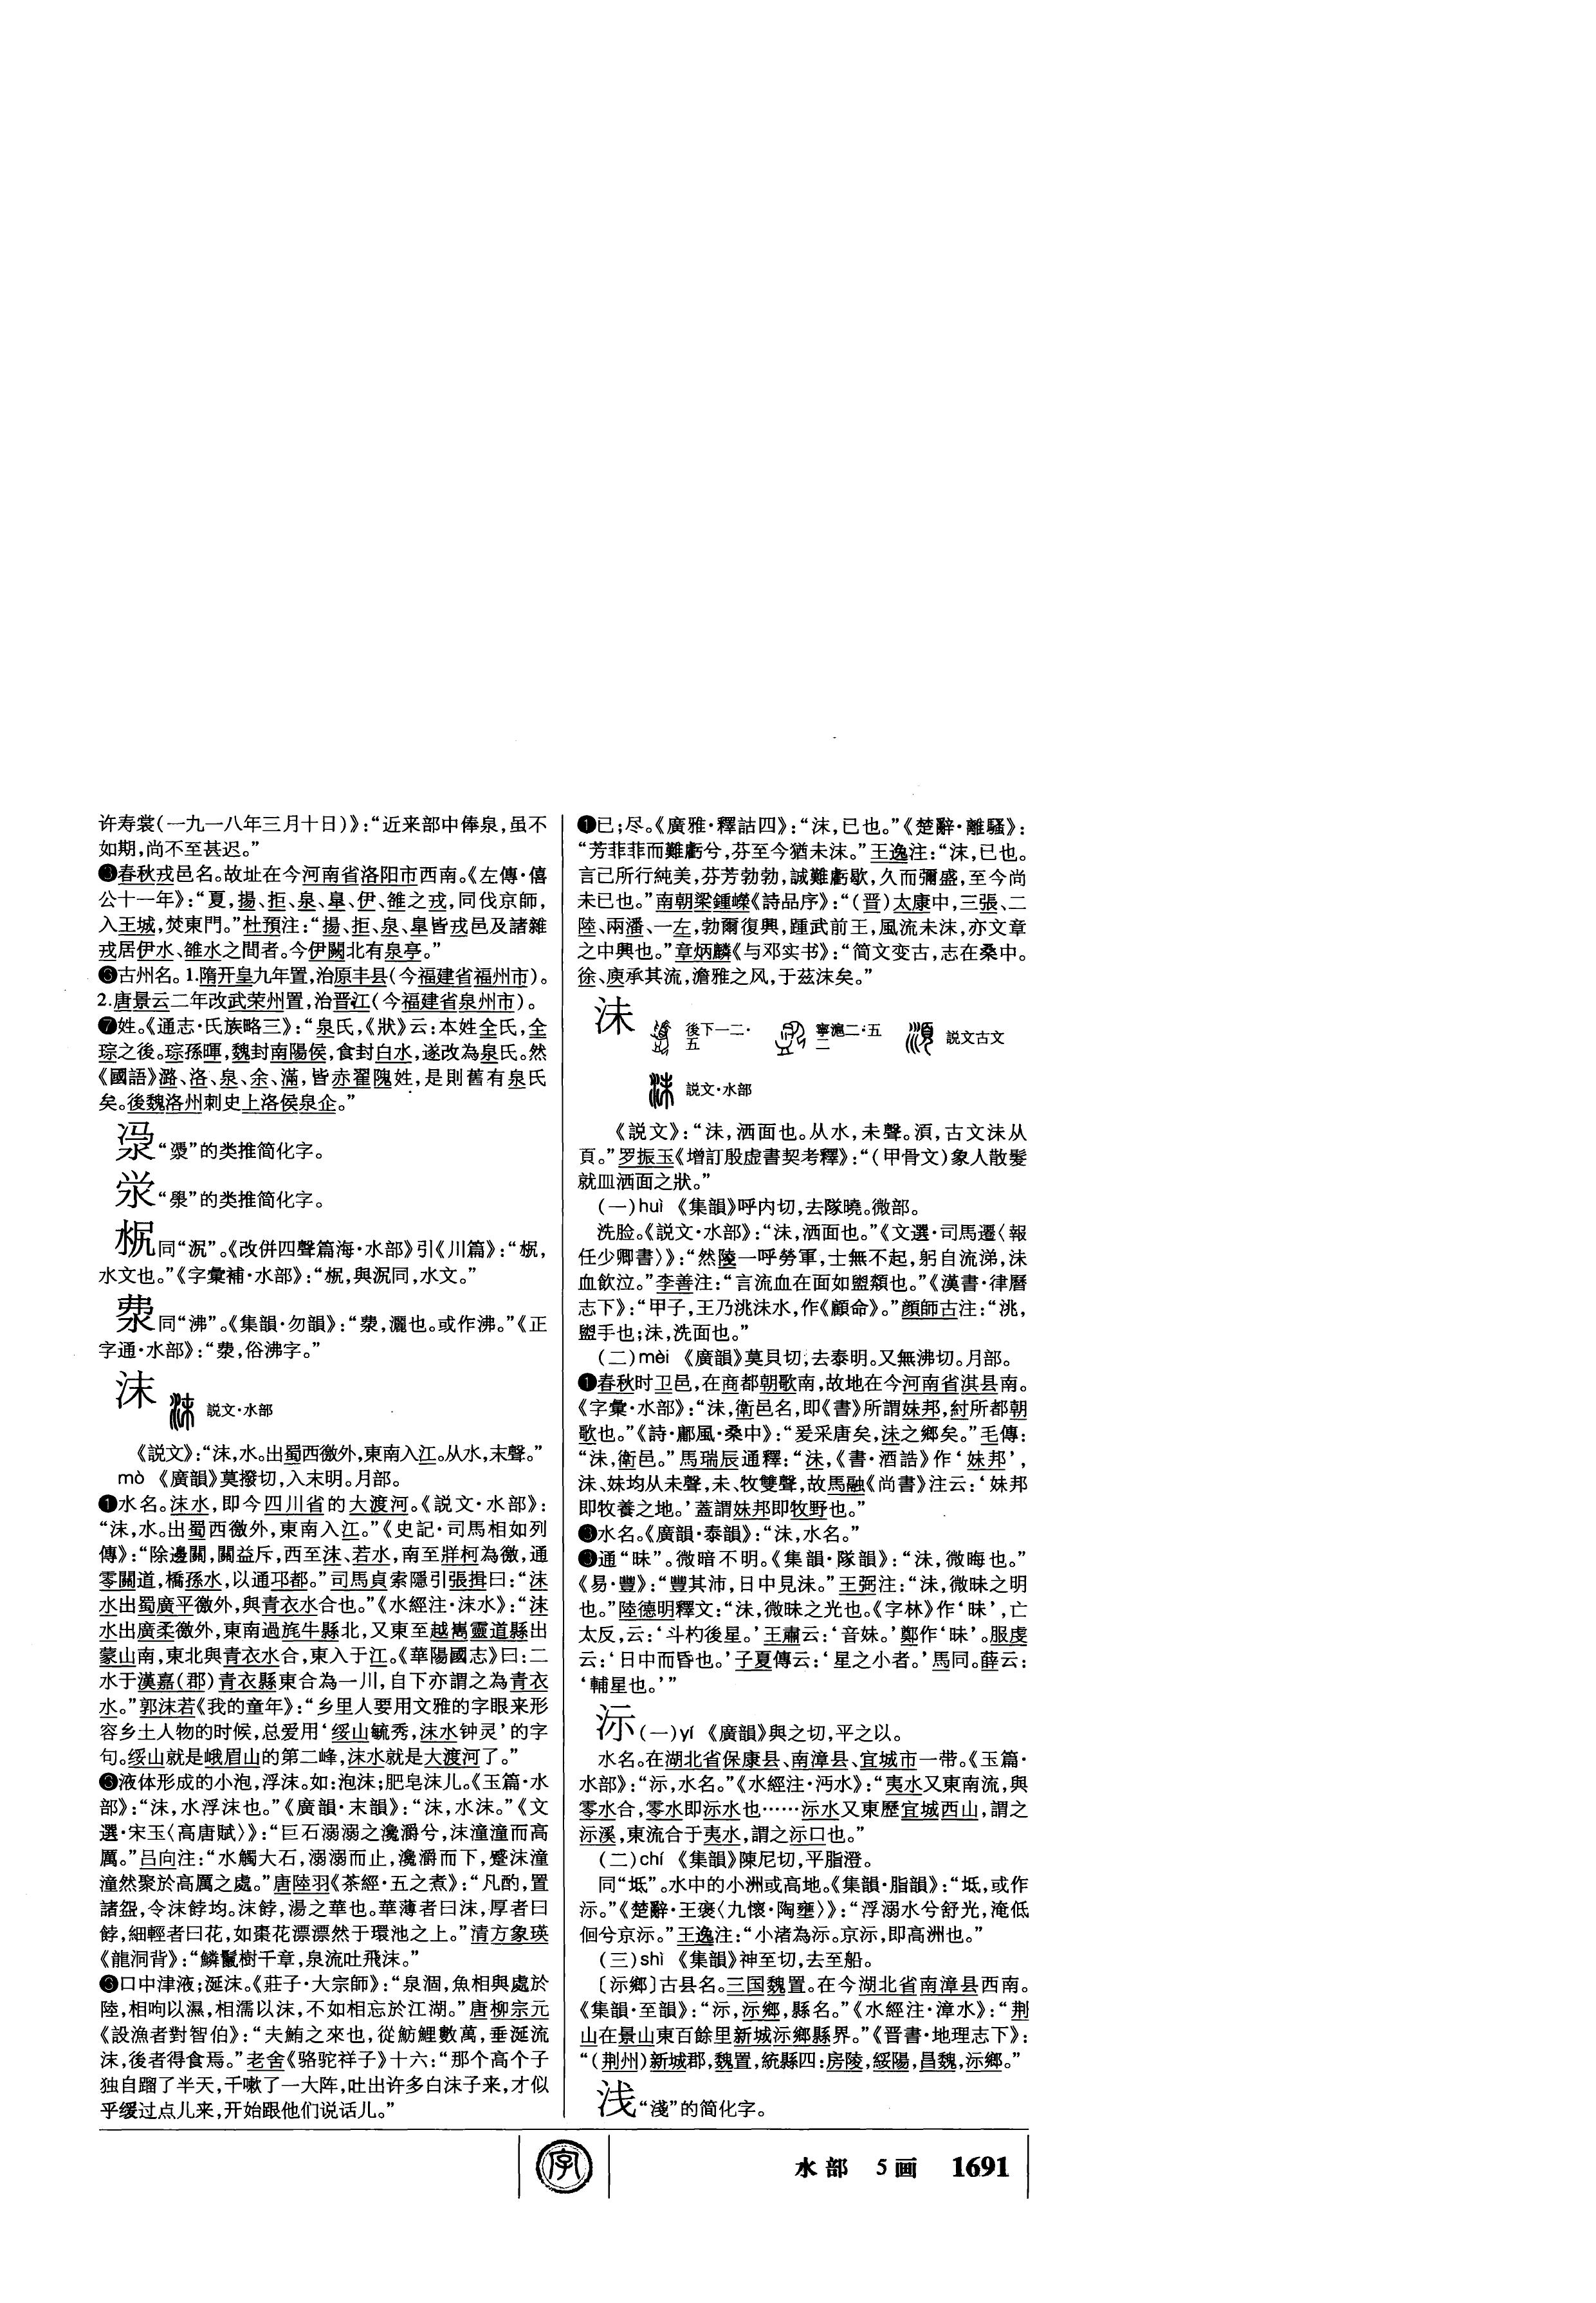 许寿裳(一九一八年三月十日)》:“近来部中俸泉,虽不
如期,尚不至甚迟。”
春秋戎邑名。故址在今河南省洛阳市西南。《左傳·僖
公十一年》:“夏,揚、拒、泉、臯、伊、雒之戎,同伐京師,
入王城,焚東門。”杜預注:“揚、拒、泉、臯皆戎邑及諸雜
戎居伊水、雒水之間者。今伊闕北有泉亭。”
❻古州名。1.隋开皇九年置,治原丰县(今福建省福州市)。
2.唐景云二年改武荣州置,治晋江(今福建省泉州市)。
❼姓。《通志·氏族略三》:“泉氏,《狀》云:本姓全氏,全
琮之後。琮孫暉,魏封南陽侯,食封白水,遂改為泉氏。然
《國語》潞、洛、泉、余、滿,皆赤翟隗姓,是則舊有泉氏
矣。後魏洛州刺史上洛侯泉企。”
“的类推简化字。
“的类推简化字。
同“㲽”。《改併四聲篇海·水部》引《川篇》:“
水文也。”《字彙補·水部》:“與同,水文。”
同“沸”。《集韻·勿韻》:“灑也。或作沸。”《正
字通·水部》:“俗沸字。”
沫 説文·水部
《説文》:“沫,水。出蜀西徼外,東南入江。从水,末聲。”
mò 《廣韻》莫撥切,入末明。月部。
❶水名。沫水,即今四川省的大渡河。《説文·水部》:
“沫,水。出蜀西徼外,東南入江。”《史記·司馬相如列
傳》:“除邊關,關益斥,西至沫、若水,南至牂柯為徼,通
零關道,橋孫水,以通邛都。”司馬貞索隱引張揖曰:“沫
水出蜀廣平徼外,與青衣水合也。”《水經注·沫水》:“沫
水出廣柔徼外,東南過旄牛縣北,又東至越嶲靈道縣出
蒙山南,東北與青衣水合,東入于江。《華陽國志》曰:二
水于漢嘉(郡)青衣縣東合為一川,自下亦謂之為青衣
水。”郭沫若《我的童年》:“乡里人要用文雅的字眼来形
容乡土人物的时候,总爱用‘绥山毓秀,沫水钟灵’的字
句。绥山就是峨眉山的第二峰,沫水就是大渡河了。”
液体形成的小泡,浮沫。如:泡沫;肥皂沫儿。《玉篇·水
部》:“沫,水浮沫也。”《廣韻·末韻》:“沫,水沫。”《文
選·宋玉〈高唐賦〉》:“巨石溺溺之瀺灂兮,沫潼潼而高
厲。”吕向注:“水觸大石,溺溺而止,瀺灂而下,蹙沫潼
潼然聚於高厲之處。”唐陸羽《茶經·五之煮》:“凡酌,置
諸盌,令沫餑均。沫餑,湯之華也。華薄者曰沫,厚者曰
餑,細輕者曰花,如棗花漂漂然于環池之上。”清方象瑛
《龍洞背》:“鱗鬣樹千章,泉流吐飛沫。”
口中津液;涎沫。《莊子·大宗師》:“泉涸,魚相與處於
陸,相呴以濕,相濡以沫,不如相忘於江湖。”唐柳宗元
《設漁者對智伯》:“夫鮪之來也,從魴鯉數萬,垂涎流
沫,後者得食焉。”老舍《骆驼祥子》十六:“那个高个子
独自蹓了半天,干嗽了一大阵,吐出许多白沫子来,才似
乎缓过点儿来,开始跟他们说话儿。”
❶已;尽。《廣雅·釋詁四》:“沬,已也。”《楚辭·離騷》:
“芳菲菲而難虧兮,芬至今猶未沬。”王逸注:“沬,已也。
言已所行純美,芬芳勃勃,誠難虧歇,久而彌盛,至今尚
未已也。”南朝梁鍾嶸《詩品序》:“(晋)太康中,三張、二
陸、兩潘、一左,勃爾復興,踵武前王,風流未沬,亦文章
之中興也。”章炳麟《与邓实书》:“简文变古,志在桑中。
徐、庾承其流,澹雅之风,于兹沬矣。”
沬 後下一二·五 寧滬二·五二 説文古文
説文·水部
《説文》:“沬,洒面也。从水,未聲。湏,古文沬从
頁。”罗振玉《增訂殷虚書契考釋》:“(甲骨文)象人散髮
就皿洒面之狀。”
(一)huì 《集韻》呼内切,去隊曉。微部。
洗脸。《説文·水部》:“沬,洒面也。”《文選·司馬遷〈報
任少卿書〉》:“然陵一呼勞軍,士無不起,躬自流涕,沬
血飲泣。”李善注:“言流血在面如盥頮也。”《漢書·律曆
志下》:“甲子,王乃洮沬水,作《顧命》。”顔師古注:“洮,
盥手也;沬,洗面也。”
(二)mèi 《廣韻》莫貝切,去泰明。又無沸切。月部。
❶春秋时卫邑,在商都朝歌南,故地在今河南省淇县南。
《字彙·水部》:“沬,衛邑名,即《書》所謂妹邦,紂所都朝
歌也。”《詩·鄘風·桑中》:“爰采唐矣,沬之鄉矣。”毛傳:
“沬,衛邑。”馬瑞辰通釋:“沬,《書·酒誥》作‘妹邦’,
沬、妹均从未聲,未、牧雙聲,故馬融《尚書》注云:‘妹邦
即牧養之地。’蓋謂妹邦即牧野也。”
水名。《廣韻·泰韻》:“沬,水名。”
通“昧”。微暗不明。《集韻·隊韻》:“沬,微晦也。”
《易·豐》:“豐其沛,日中見沬。”王弼注:“沬,微昧之明
也。”陸德明釋文:“沬,微昧之光也。《字林》作‘昧’,亡
太反,云:‘斗杓後星。’王肅云:‘音妹。’鄭作‘昧’。服虔
云:‘日中而昏也。’子夏傳云:‘星之小者。’馬同。薛云:
‘輔星也。’”
沶(一)yí 《廣韻》與之切,平之以。
水名。在湖北省保康县、南漳县、宜城市一带。《玉篇·
水部》:“沶,水名。”《水經注·沔水》:“夷水又東南流,與
零水合,零水即沶水也……沶水又東歷宜城西山,謂之
沶溪,東流合于夷水,謂之沶口也。”
(二)chí 《集韻》陳尼切,平脂澄。
同“坻”。水中的小洲或高地。《集韻·脂韻》:“坻,或作
沶。”《楚辭·王褒〈九懷·陶壅〉》:“浮溺水兮舒光,淹低
佪兮京沶。”王逸注:“小渚為沶。京沶,即高洲也。”
(三)shì 《集韻》神至切,去至船。
〔沶鄉〕古县名。三国魏置。在今湖北省南漳县西南。
《集韻·至韻》:“沶,沶鄉,縣名。”《水經注·漳水》:“荆
山在景山東百餘里新城沶鄉縣界。”《晋書·地理志下》:
“(荆州)新城郡,魏置,統縣四:房陵,綏陽,昌魏,沶鄉。”
浅“淺”的简化字。
字
水部 5画 1691